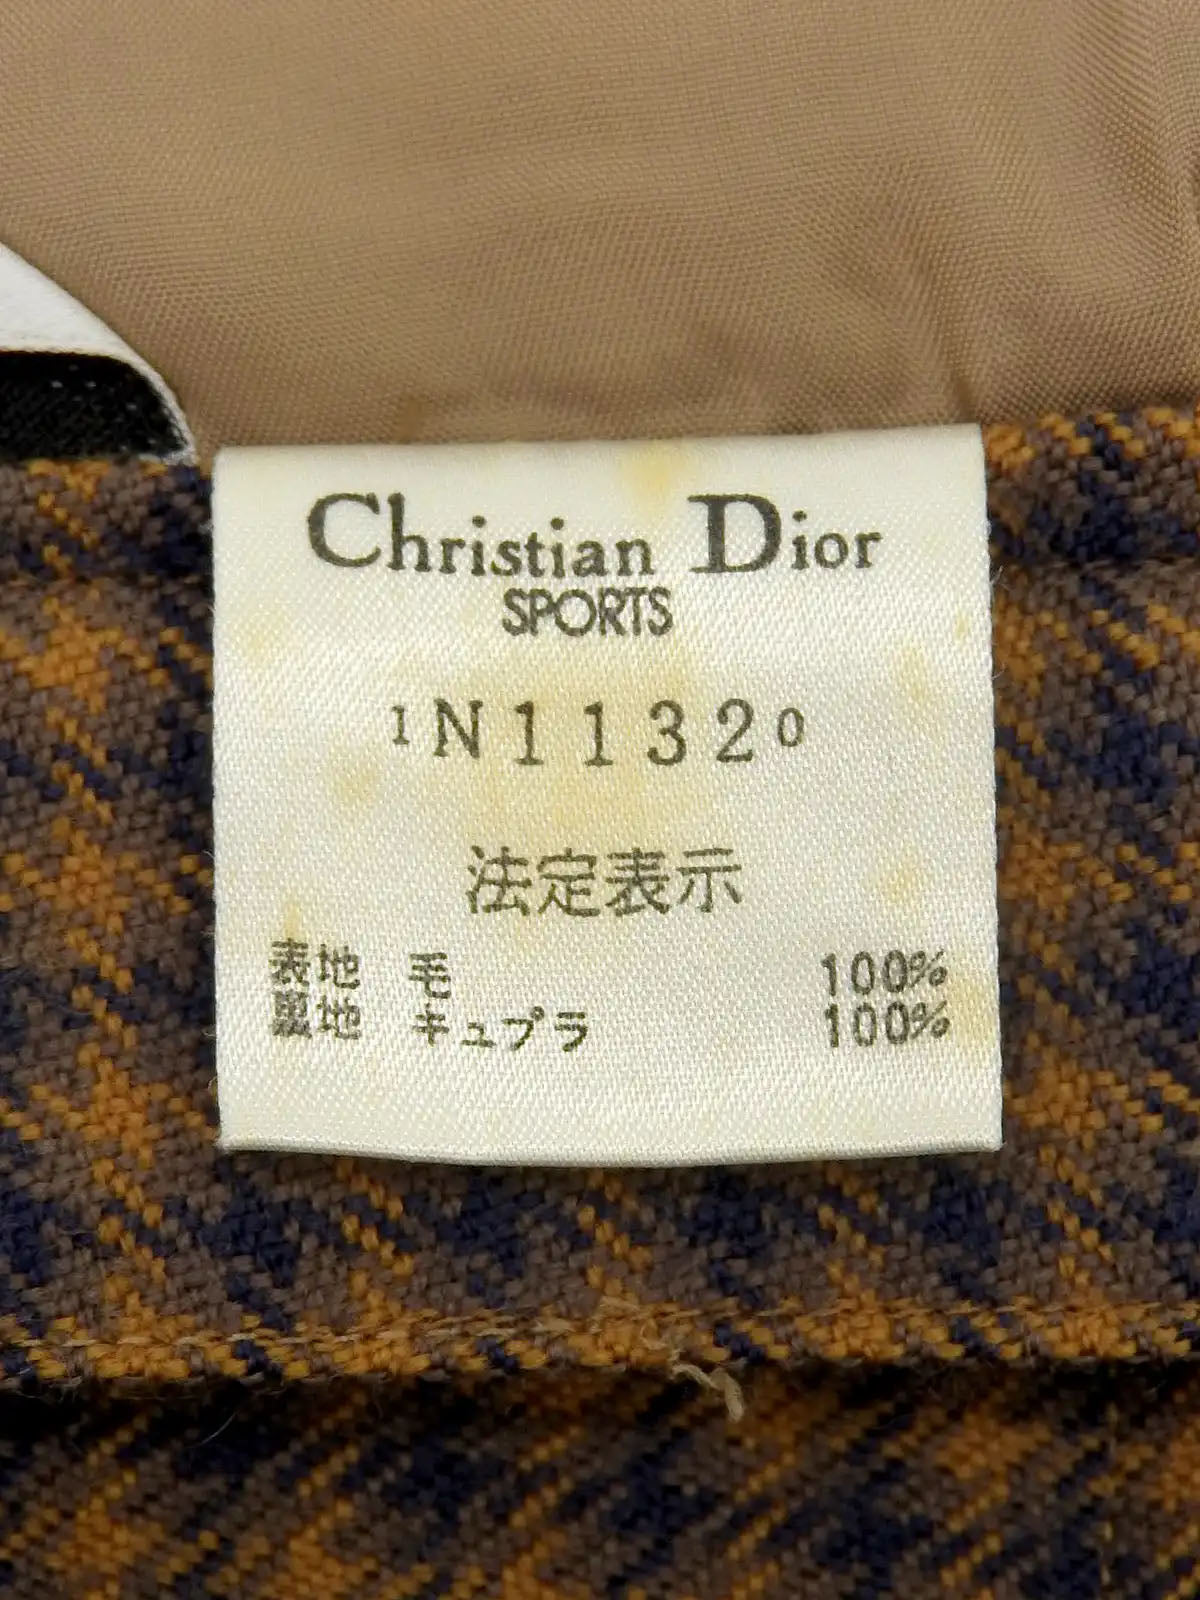 Christian Dior
SPORTS
1N11320
法定表示
表地 毛 100%
裏地 キュプラ 100%